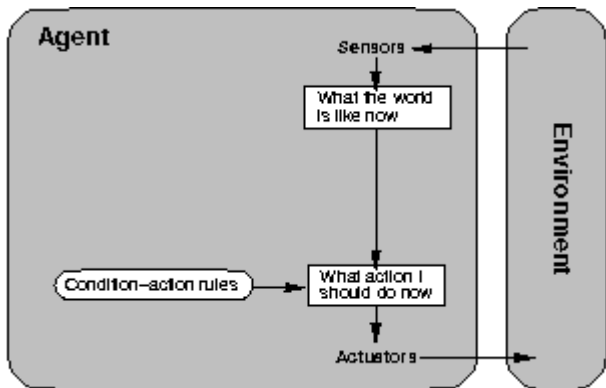 Agent
Sensors
What the world
is like now
Environment
Condition-action rules
What action I
should do now
Actuators